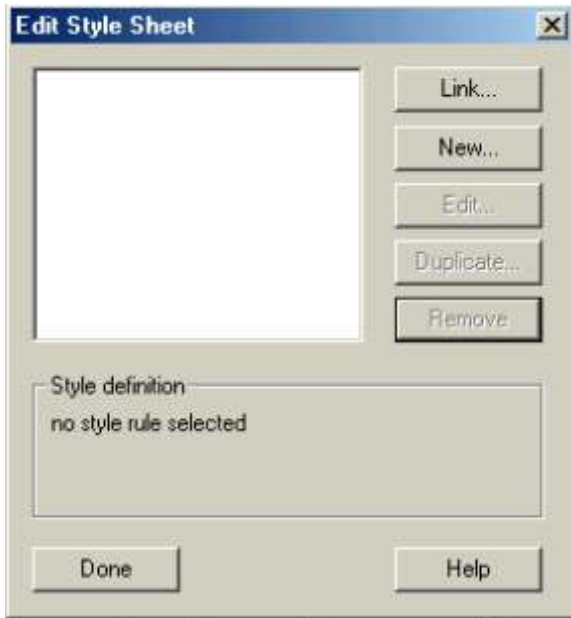 Edit Style Sheet
Link...
New...
Edit...
Duplicate...
Remove
Style definition
no style rule selected
Done
Help